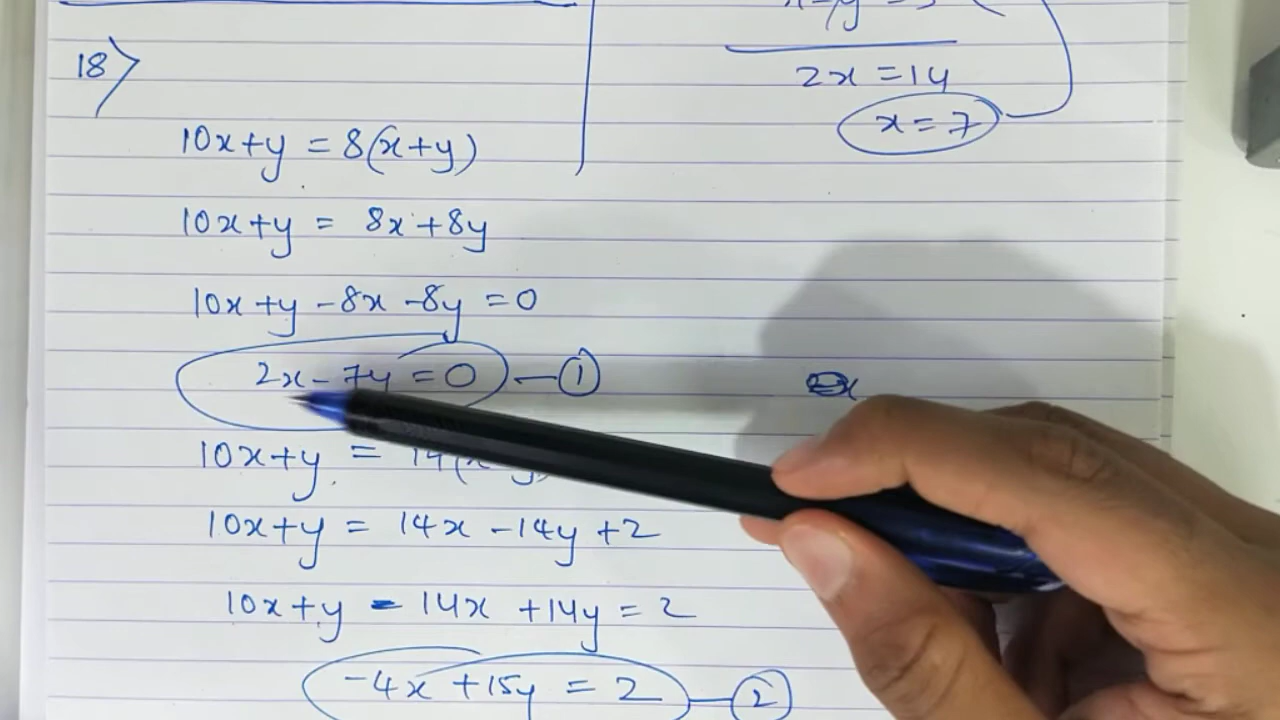 18>
10x+y = 8(x+y)
10x+y = 8x+8y
10x+y -8x -8y =0
2x-7y =0 —①
10x+y = 14(x
10x+y = 14x -14y +2
10x+y - 14x +14y = 2
-4x +15y = 2 —②
2x =14
x=7